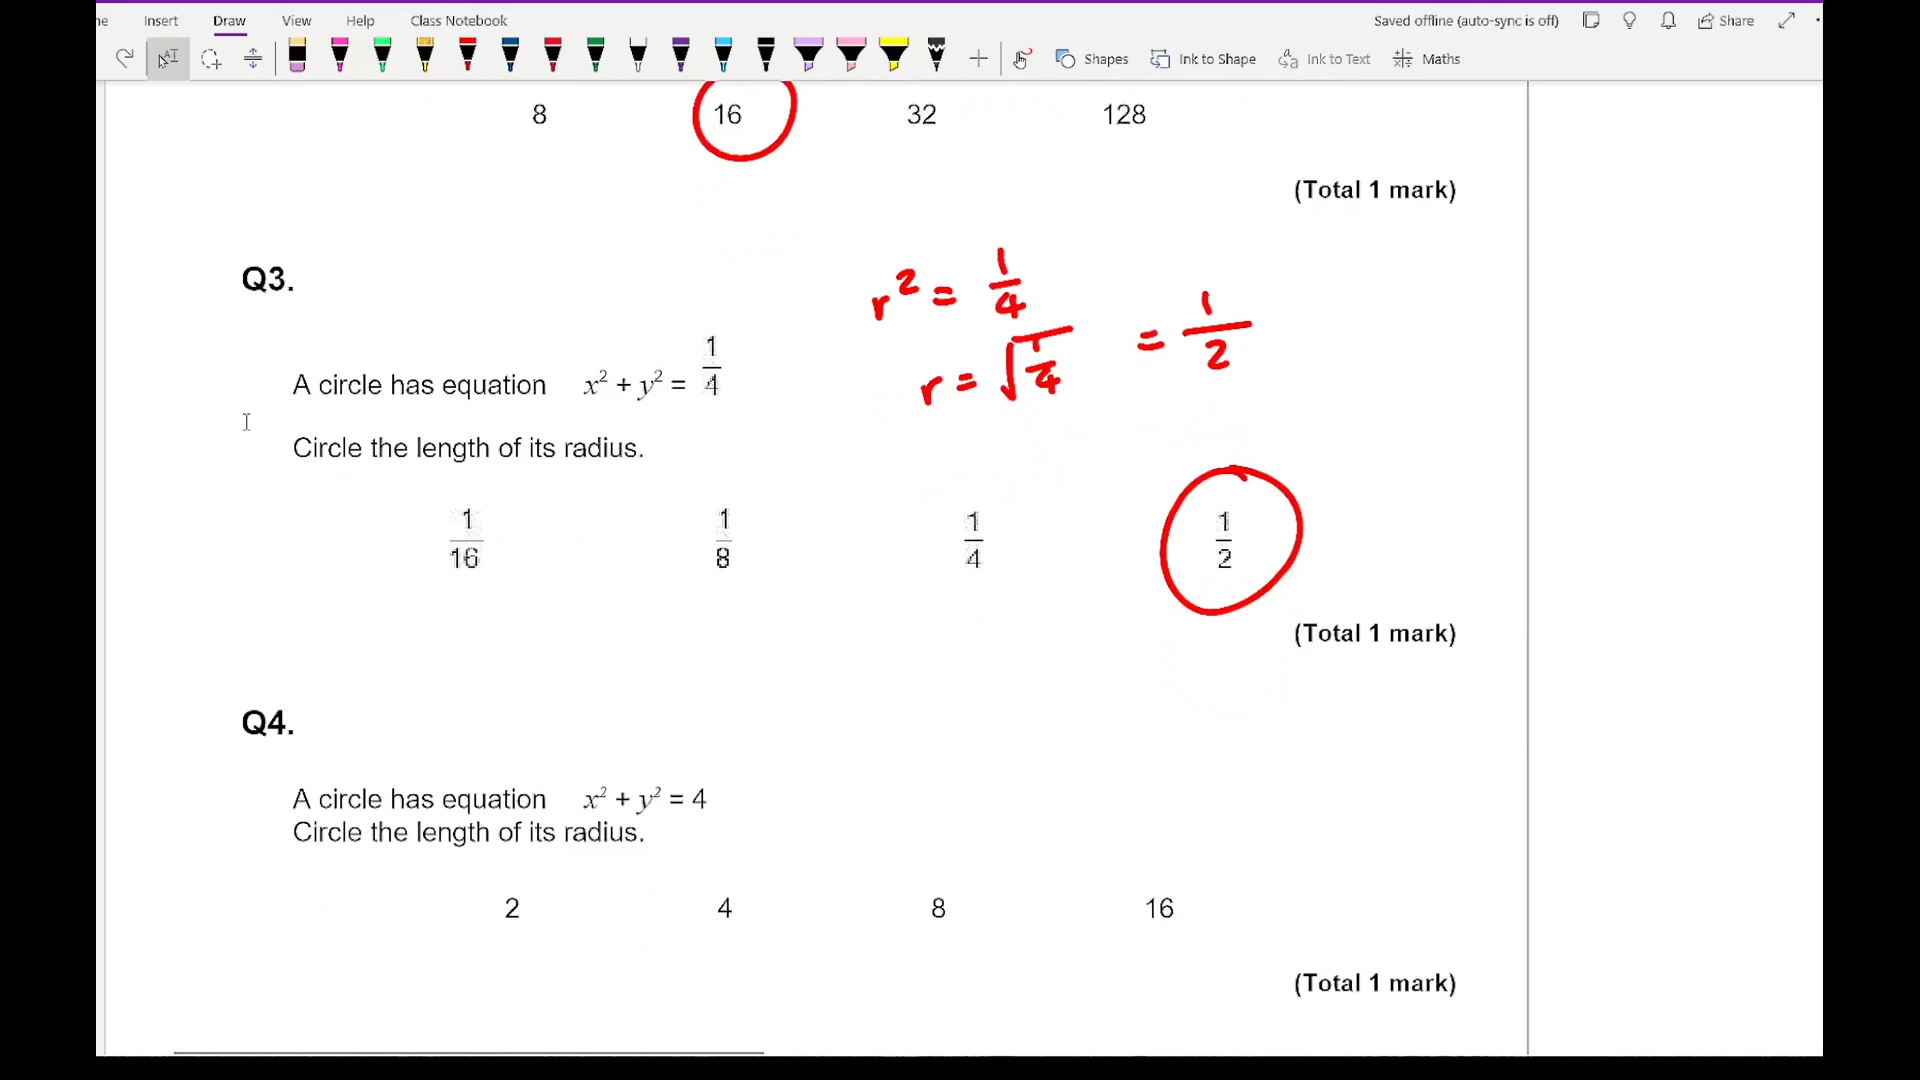 ne Insert Draw View Help Class Notebook Saved offline (auto-sync is off) Share
Shapes Ink to Shape Ink to Text Maths
8 16 32 128
(Total 1 mark)
Q3.
r² = 1/4
r = √1/4 = 1/2
A circle has equation x² + y² = 1/4
Circle the length of its radius.
1/16 1/8 1/4 1/2
(Total 1 mark)
Q4.
A circle has equation x² + y² = 4
Circle the length of its radius.
2 4 8 16
(Total 1 mark)